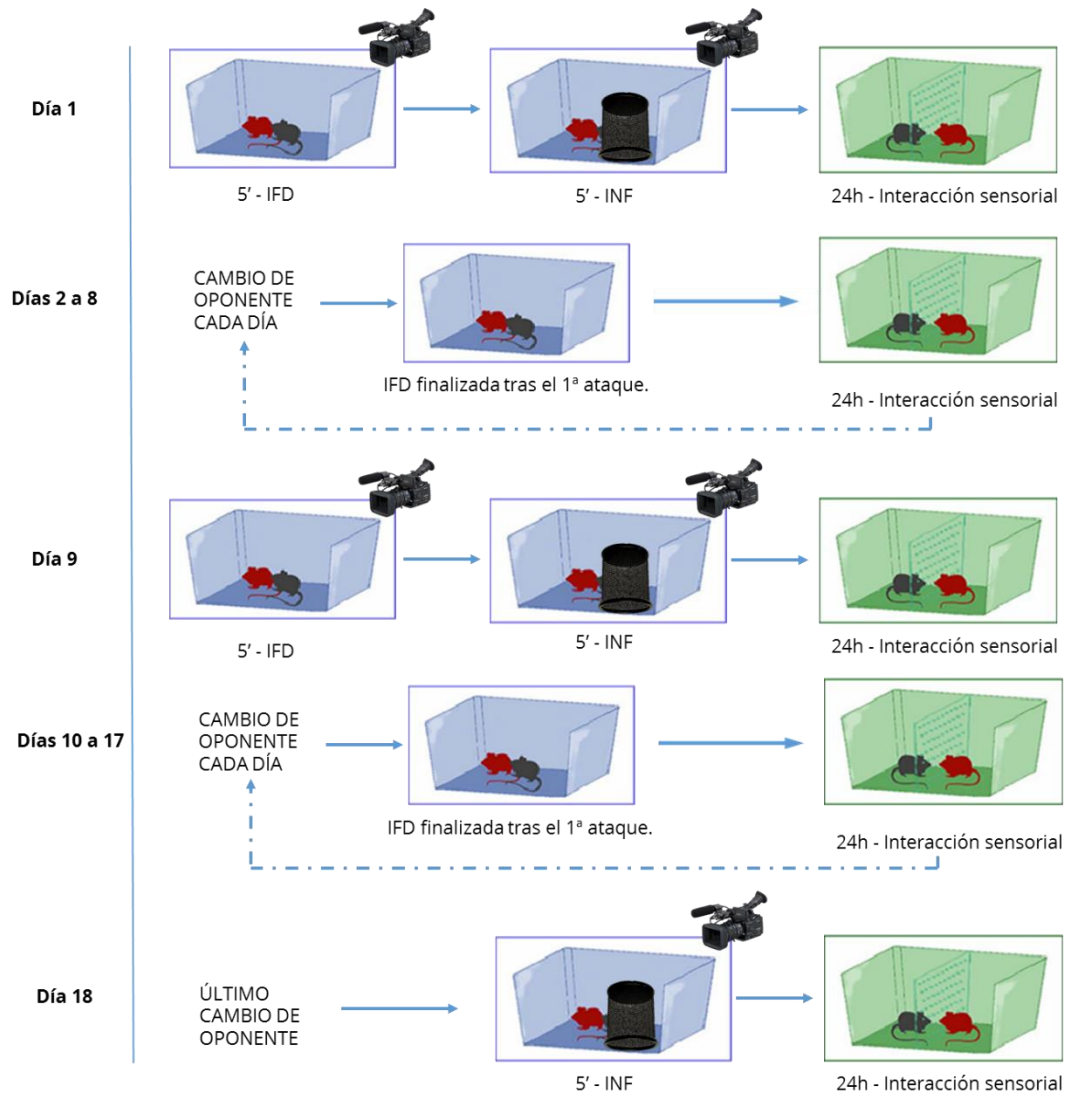 Día 1
5’ - IFD
5’ - INF
24h - Interacción sensorial
Días 2 a 8
CAMBIO DE
OPONENTE
CADA DÍA
IFD finalizada tras el 1ª ataque.
24h - Interacción sensorial
Día 9
5’ - IFD
5’ - INF
24h - Interacción sensorial
Días 10 a 17
CAMBIO DE
OPONENTE
CADA DÍA
IFD finalizada tras el 1ª ataque.
24h - Interacción sensorial
Día 18
ÚLTIMO
CAMBIO DE
OPONENTE
5’ - INF
24h - Interacción sensorial